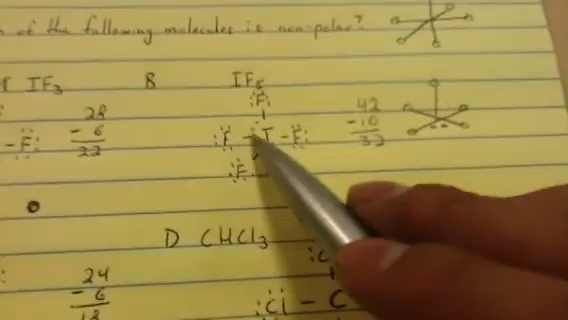 of the following molecules is non-polar?
IF3 B IF5
28
- 6
22
42
- 10
32
:F:
- F: :F - I - F:
:F
D CHCl3
24
- 6
18
:Cl - C